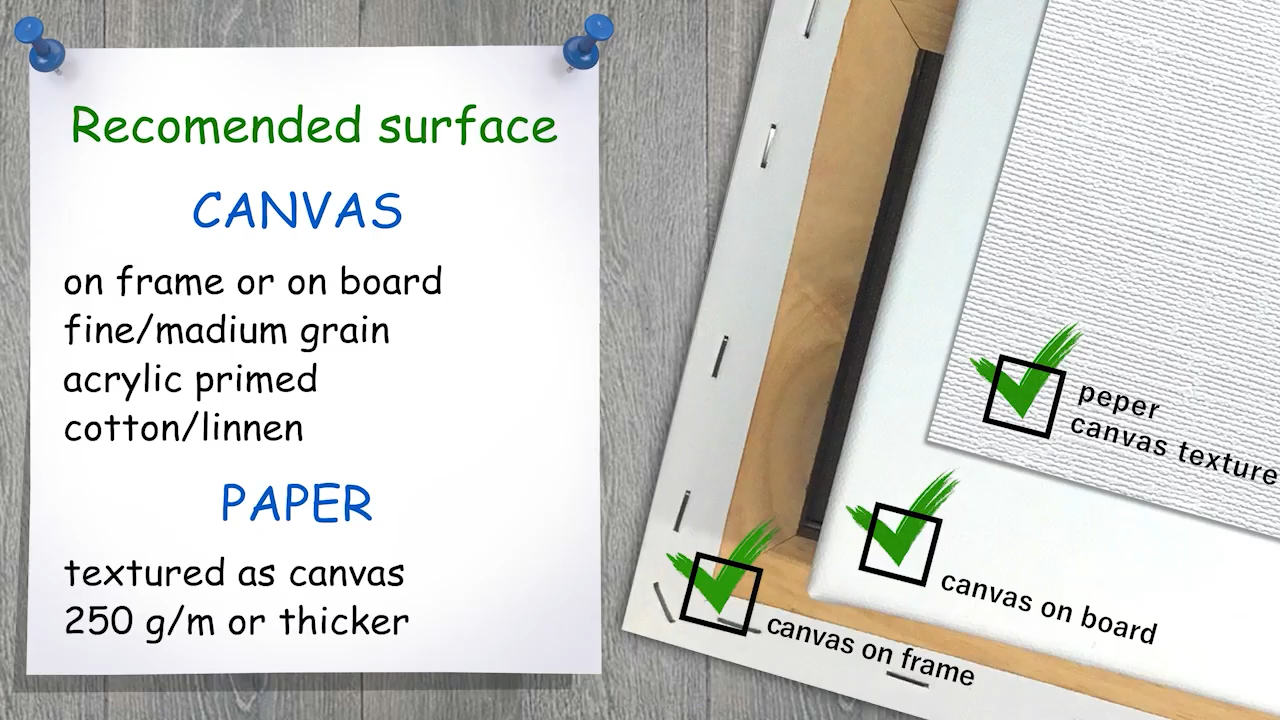 Recomended surface
CANVAS
on frame or on board
fine/madium grain
acrylic primed
cotton/linnen
PAPER
textured as canvas
250 g/m or thicker
peper
canvas texture
canvas on board
canvas on frame